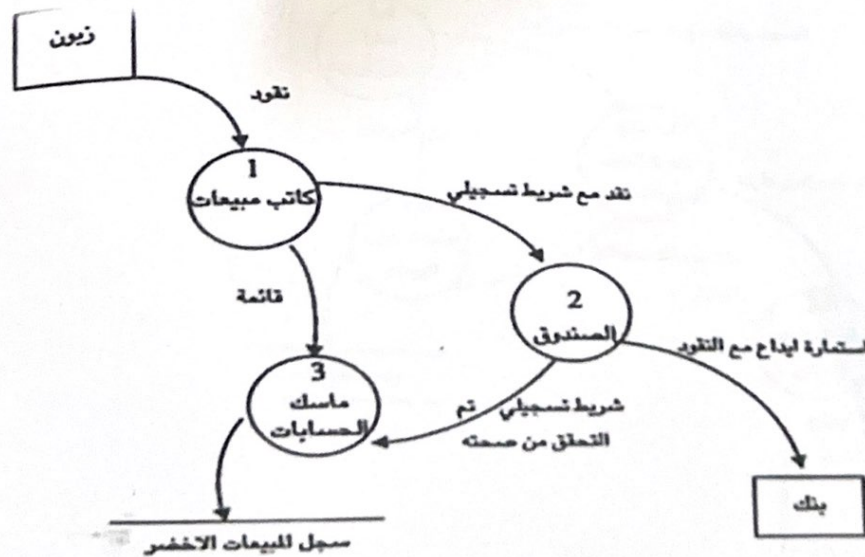 زبون
نقود
1
كاتب مبيعات
نقد مع شريط تسجيلي
قائمة
2
الصندوق
استمارة ايداع مع النقود
3
ماسك
الحسابات
شريط تسجيلي تم
التحقق من صحته
بنك
سجل المبيعات الاخضر